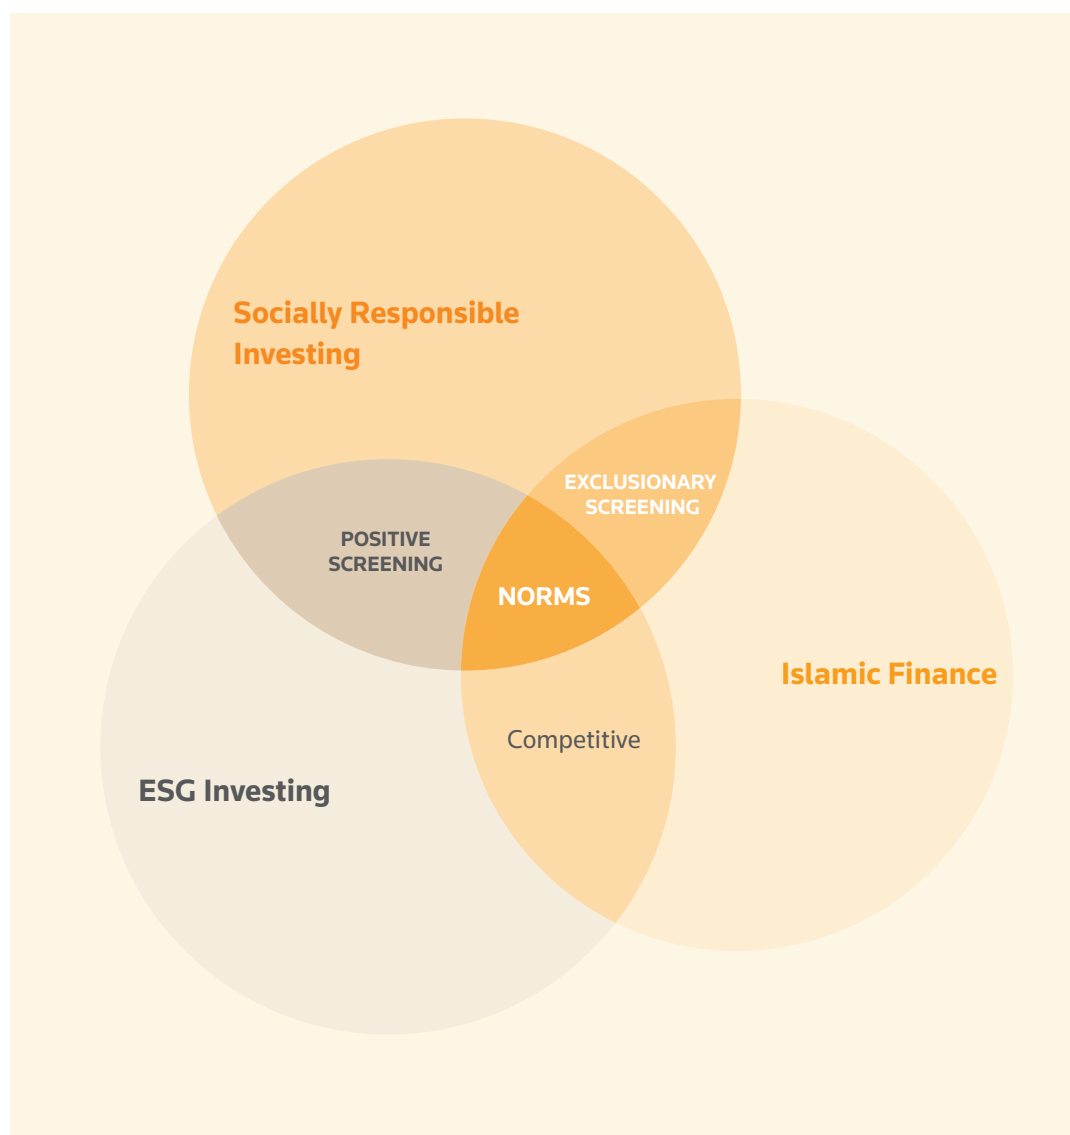 Socially Responsible
Investing
EXCLUSIONARY
SCREENING
POSITIVE
SCREENING
NORMS
Islamic Finance
Competitive
ESG Investing